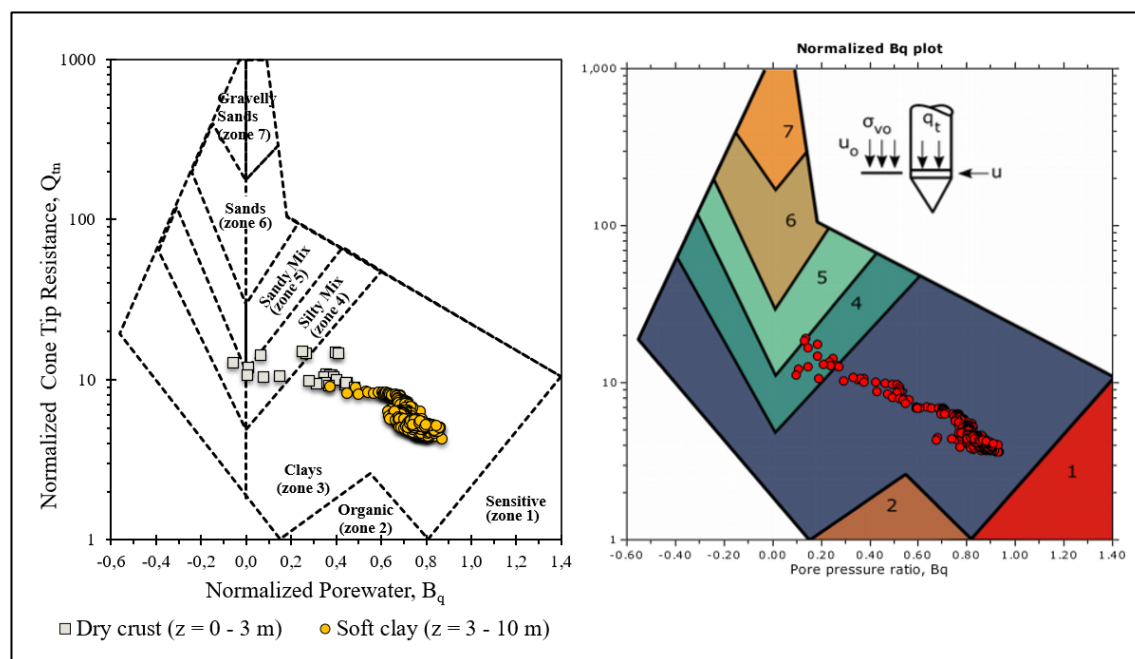 1000
100
10
1
Normalized Cone Tip Resistance, Qtn
Gravelly
Sands
(zone 7)
Sands
(zone 6)
Sandy Mix
(zone 5)
Silty Mix
(zone 4)
Clays
(zone 3)
Organic
(zone 2)
Sensitive
(zone 1)
-0,6 -0,4 -0,2 0,0 0,2 0,4 0,6 0,8 1,0 1,2 1,4
Normalized Porewater, Bq
Dry crust (z = 0 - 3 m) Soft clay (z = 3 - 10 m)
Normalized Bq plot
1,000
100
10
1
7
6
5
4
2
1
σvo
uo
qt
u
-0.60 -0.40 -0.20 0.00 0.20 0.40 0.60 0.80 1.00 1.20 1.40
Pore pressure ratio, Bq